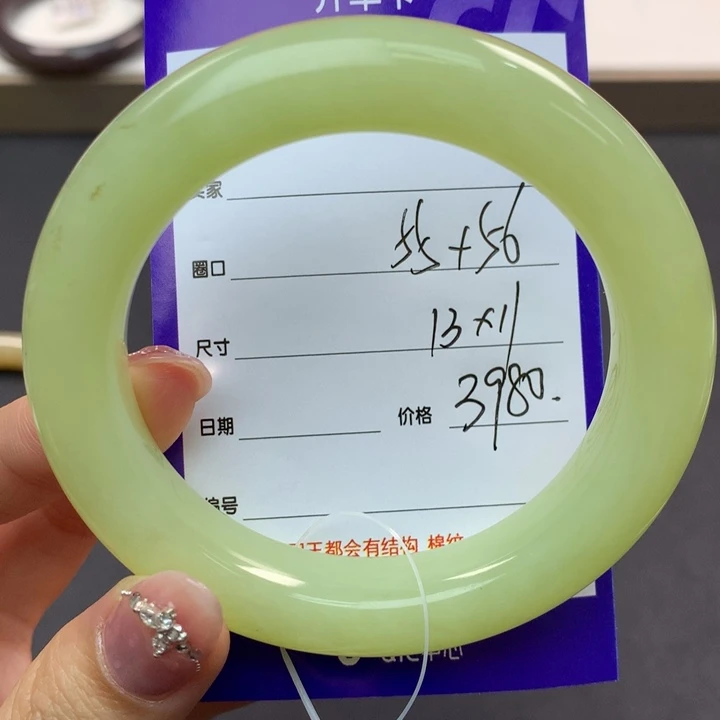 家
圈口 55+56
尺寸 13×11
日期 价格 3980.
编号
都会有结构 棉纹